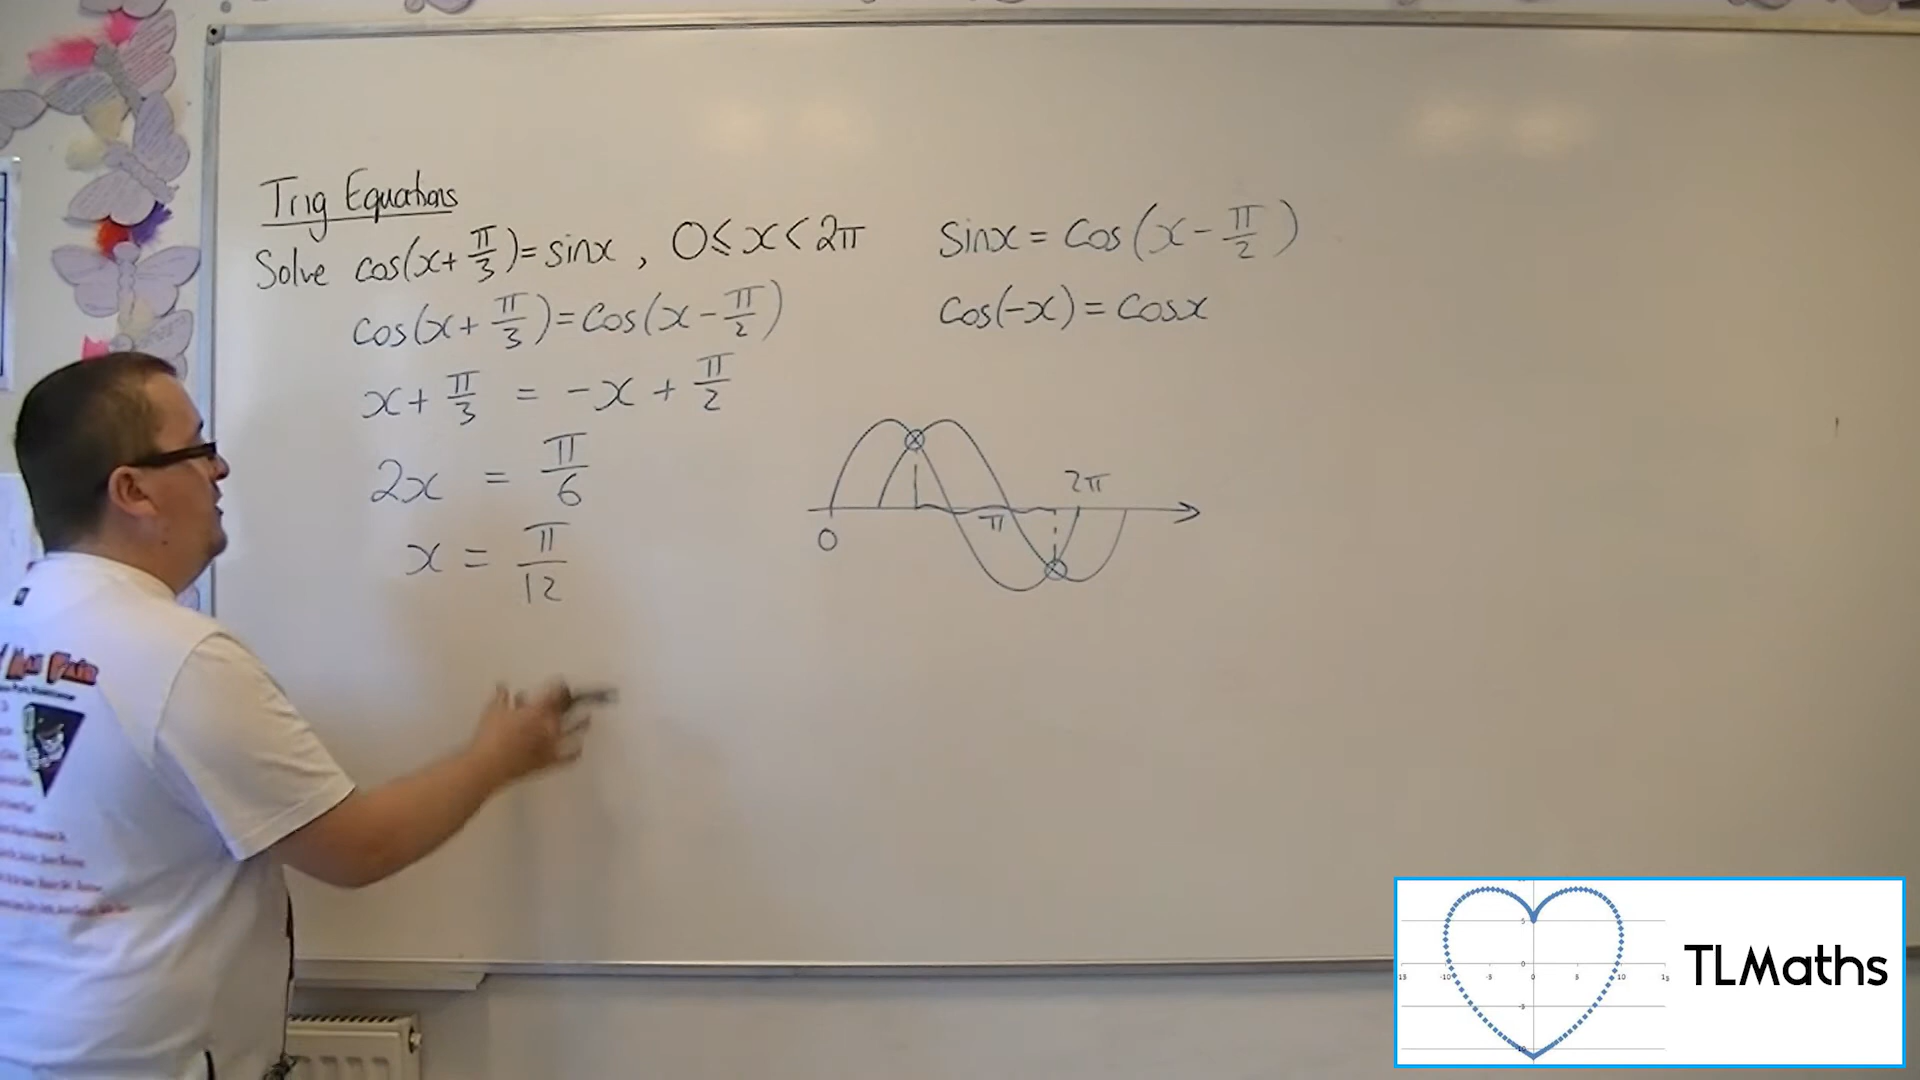 Trig Equations
Solve cos(x+π/3)=sinx, 0≤x<2π
cos(x+π/3)=cos(x-π/2)
x+π/3 = -x+π/2
2x = π/6
x = π/12
sinx=cos(x-π/2)
cos(-x)=cosx
2π
π
0
TLMaths